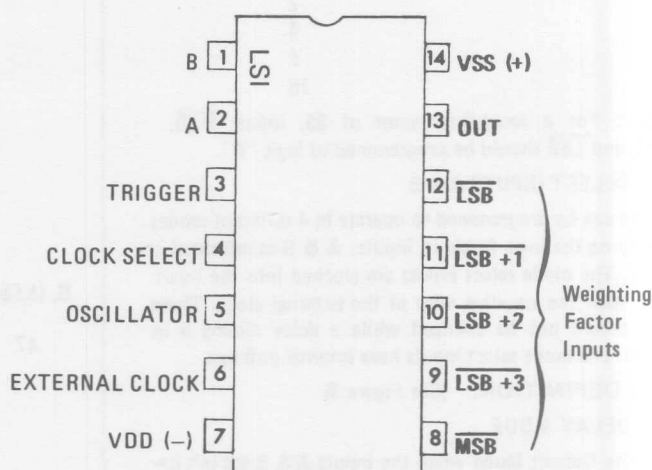 B 1
LSI
14 VSS (+)
A 2
13 OUT
TRIGGER 3
12 LSB
CLOCK SELECT 4
11 LSB +1
OSCILLATOR 5
10 LSB +2
Weighting
Factor
Inputs
EXTERNAL CLOCK 6
9 LSB +3
VDD (–) 7
8 MSB